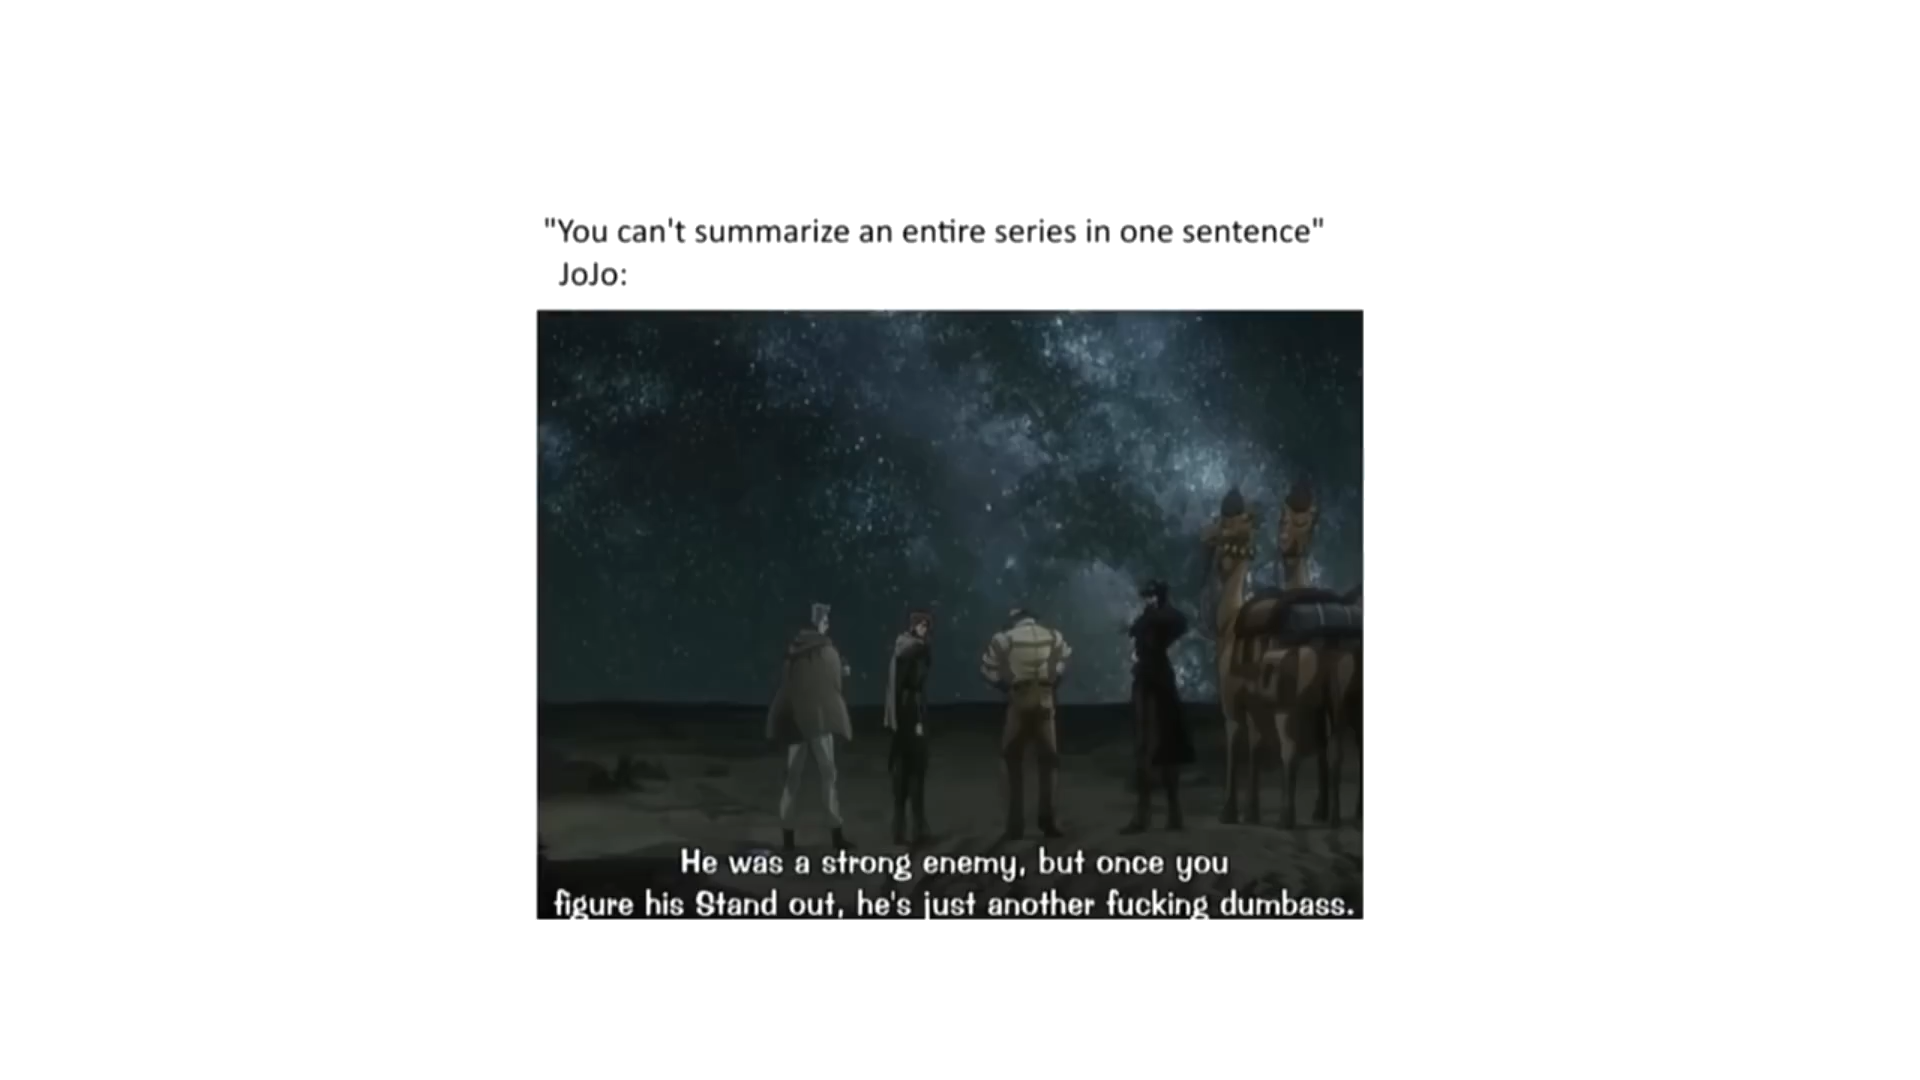 "You can't summarize an entire series in one sentence"
JoJo:
He was a strong enemy, but once you
figure his Stand out, he's just another fucking dumbass.